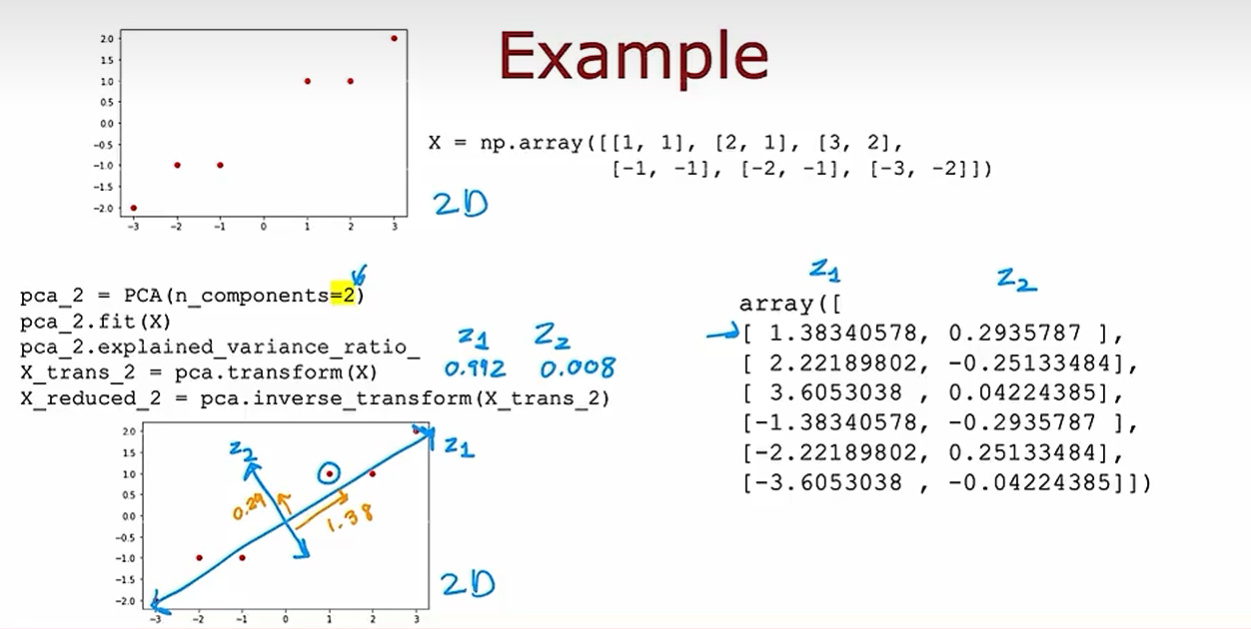 Example
2.0
1.5
1.0
0.5
0.0
-0.5
-1.0
-1.5
-2.0
-3 -2 -1 0 1 2 3
X = np.array([[1, 1], [2, 1], [3, 2],
[-1, -1], [-2, -1], [-3, -2]])
2D
pca_2 = PCA(n_components=2)
pca_2.fit(X)
pca_2.explained_variance_ratio_
X_trans_2 = pca.transform(X)
X_reduced_2 = pca.inverse_transform(X_trans_2)
z1 z2
0.992 0.008
z1 z2
array([
[ 1.38340578, 0.2935787 ],
[ 2.22189802, -0.25133484],
[ 3.6053038 , 0.04224385],
[-1.38340578, -0.2935787 ],
[-2.22189802, 0.25133484],
[-3.6053038 , -0.04224385]])
2.0
1.5
1.0
0.5
0.0
-0.5
-1.0
-1.5
-2.0
-3 -2 -1 0 1 2 3
z2
z1
0.29
1.38
2D